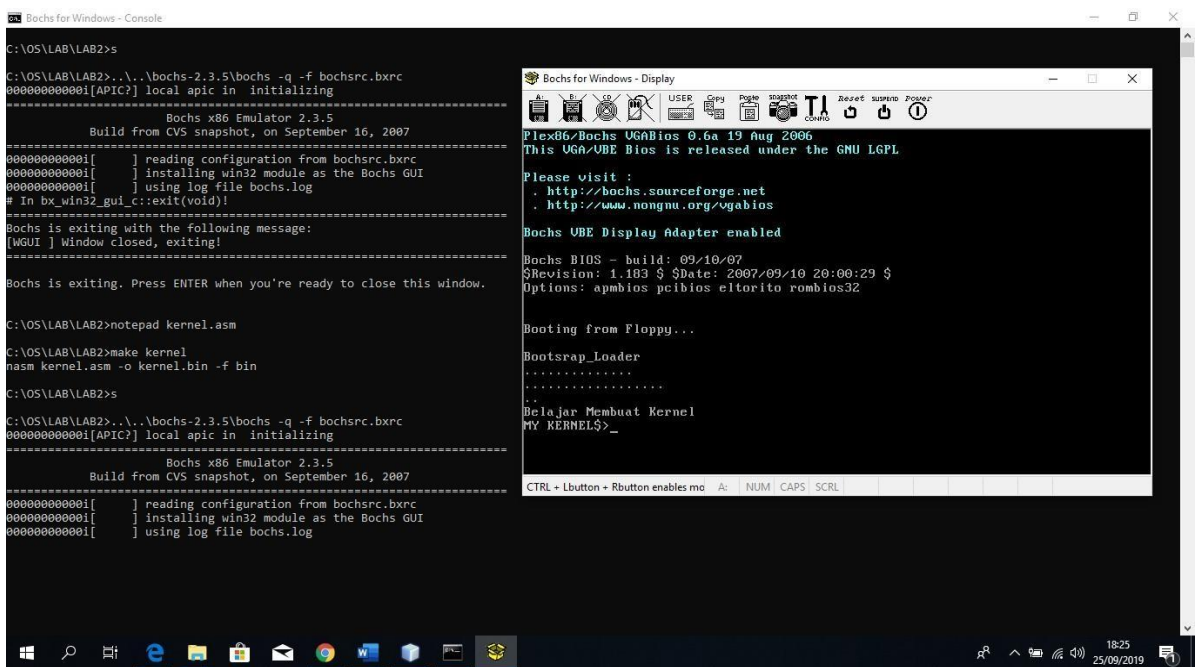 Bochs for Windows - Console
C:\OS\LAB\LAB2>s
C:\OS\LAB\LAB2>..\..\bochs-2.3.5\bochs -q -f bochsrc.bxrc
00000000000i[APIC?] local apic in  initializing
========================================================================
Bochs x86 Emulator 2.3.5
Build from CVS snapshot, on September 16, 2007
========================================================================
00000000000i[     ] reading configuration from bochsrc.bxrc
00000000000i[     ] installing win32 module as the Bochs GUI
00000000000i[     ] using log file bochs.log
# In bx_win32_gui_c::exit(void)!
========================================================================
Bochs is exiting with the following message:
[WGUI ] Window closed, exiting!
========================================================================
Bochs is exiting. Press ENTER when you're ready to close this window.
C:\OS\LAB\LAB2>notepad kernel.asm
C:\OS\LAB\LAB2>make kernel
nasm kernel.asm -o kernel.bin -f bin
C:\OS\LAB\LAB2>s
C:\OS\LAB\LAB2>..\..\bochs-2.3.5\bochs -q -f bochsrc.bxrc
00000000000i[APIC?] local apic in  initializing
========================================================================
Bochs x86 Emulator 2.3.5
Build from CVS snapshot, on September 16, 2007
========================================================================
00000000000i[     ] reading configuration from bochsrc.bxrc
00000000000i[     ] installing win32 module as the Bochs GUI
00000000000i[     ] using log file bochs.log
Bochs for Windows - Display
A: B: CD USER Copy Paste snapshot CONFIG Reset SUSPEND Power
Plex86/Bochs VGABios 0.6a 19 Aug 2006
This VGA/VBE Bios is released under the GNU LGPL
Please visit :
. http://bochs.sourceforge.net
. http://www.nongnu.org/vgabios
Bochs VBE Display Adapter enabled
Bochs BIOS - build: 09/10/07
$Revision: 1.183 $ $Date: 2007/09/10 20:00:29 $
Options: apmbios pcibios eltorito rombios32
Booting from Floppy...
Bootsrap_Loader
..............
..................
..
Belajar Membuat Kernel
MY KERNEL$>_
CTRL + Lbutton + Rbutton enables mo A: NUM CAPS SCRL
18:25
25/09/2019